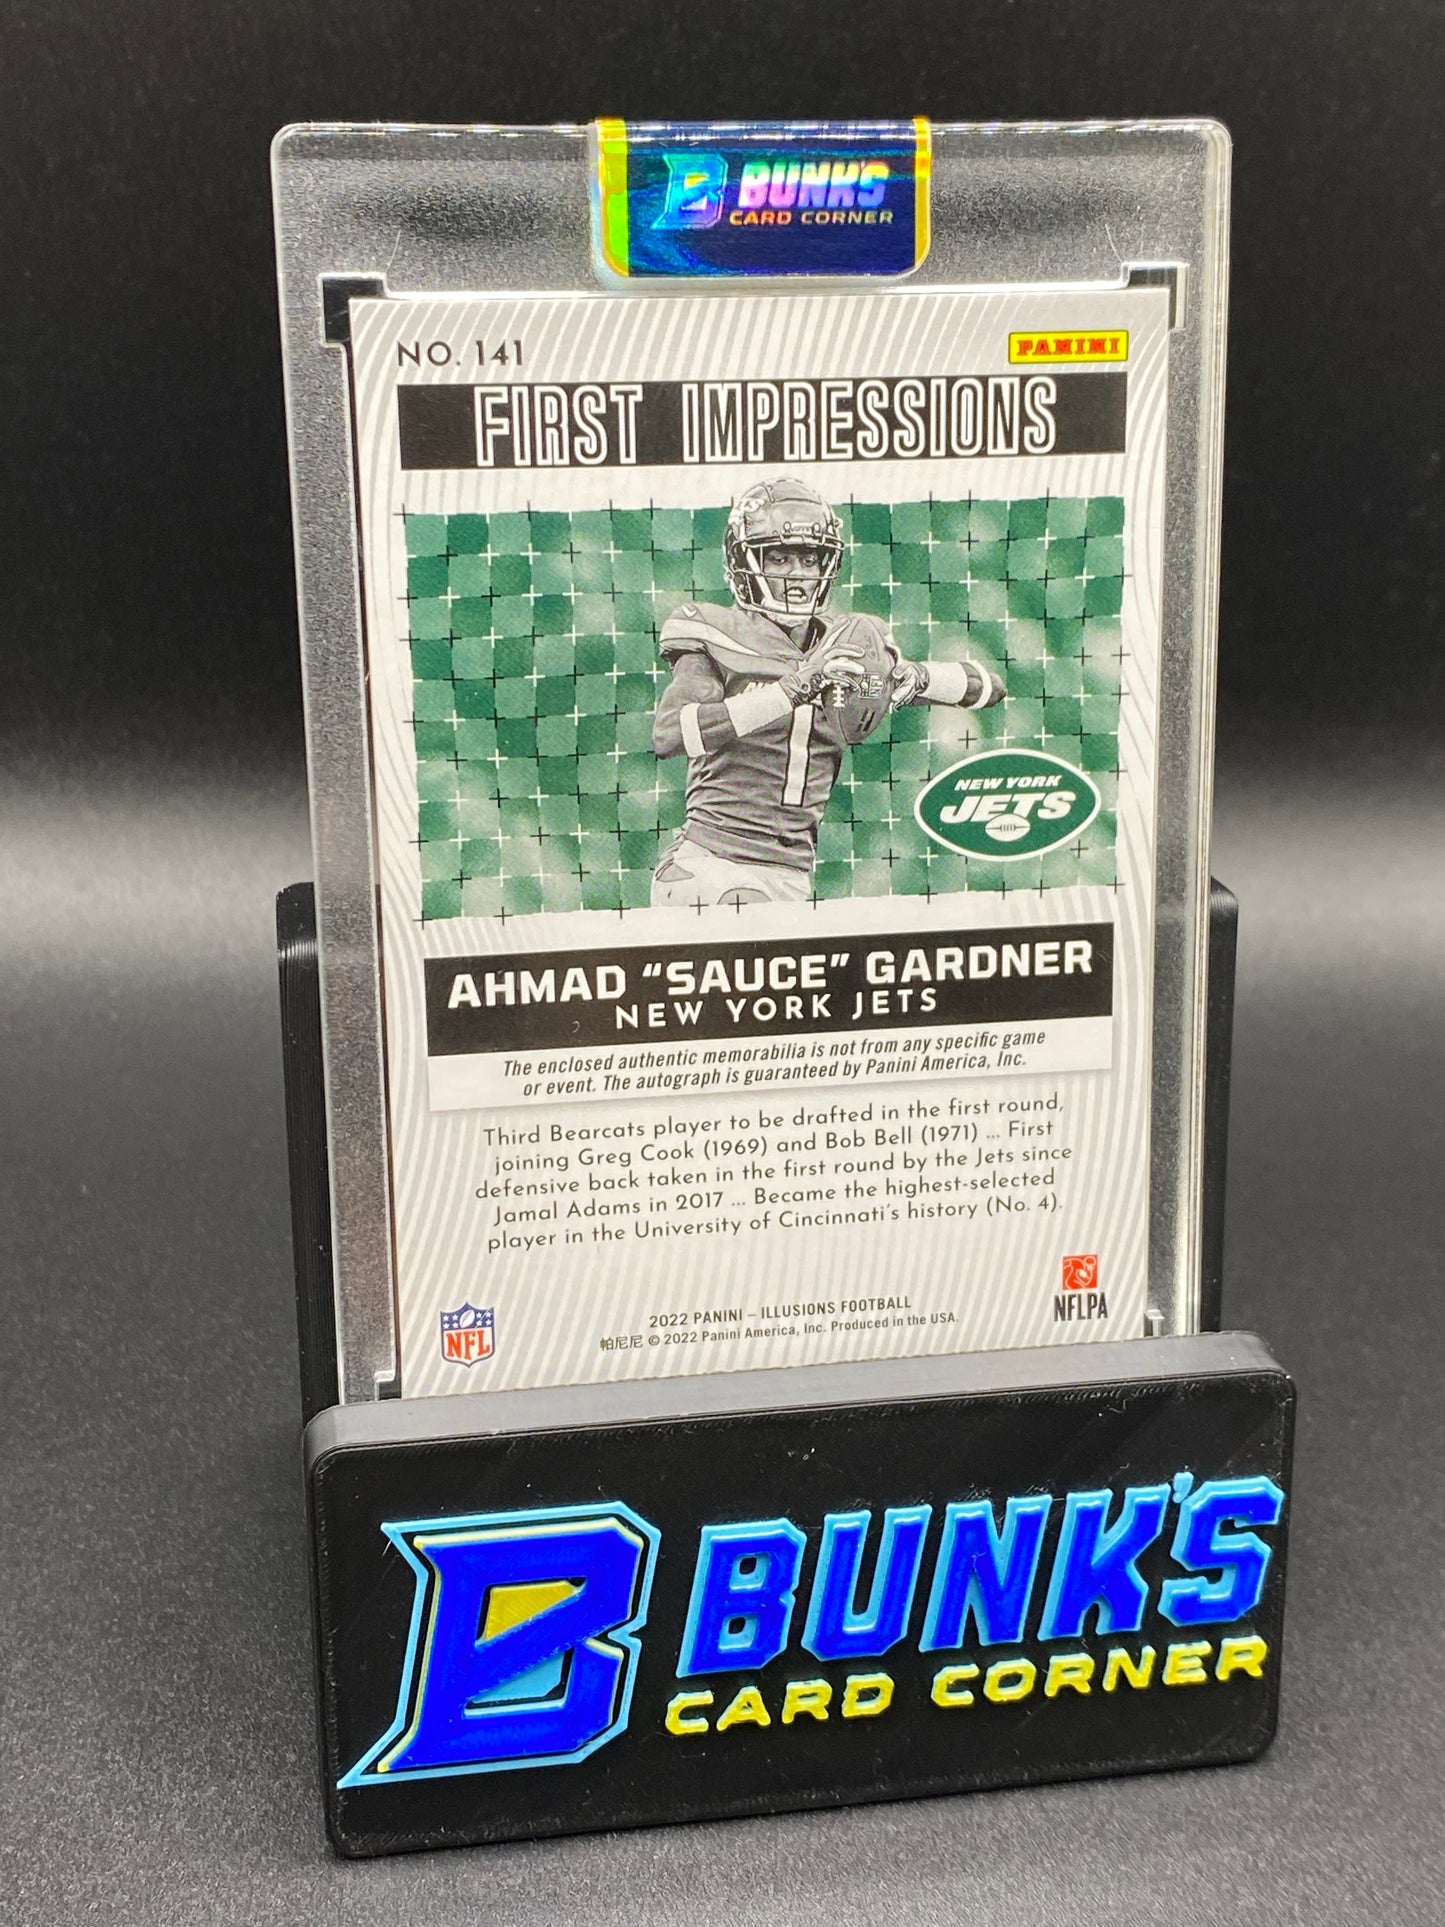 B BUNK'S
CARD CORNER
NO. 141
PANINI
FIRST IMPRESSIONS
1
NFL
NEW YORK
JETS
AHMAD "SAUCE" GARDNER
NEW YORK JETS
The enclosed authentic memorabilia is not from any specific game
or event. The autograph is guaranteed by Panini America, Inc.
Third Bearcats player to be drafted in the first round,
joining Greg Cook (1969) and Bob Bell (1971) ... First
defensive back taken in the first round by the Jets since
Jamal Adams in 2017 ... Became the highest-selected
player in the University of Cincinnati's history (No. 4).
NFL
2022 PANINI – ILLUSIONS FOOTBALL
帕尼尼 © 2022 Panini America, Inc. Produced in the USA.
NFLPA
B BUNK'S
CARD CORNER